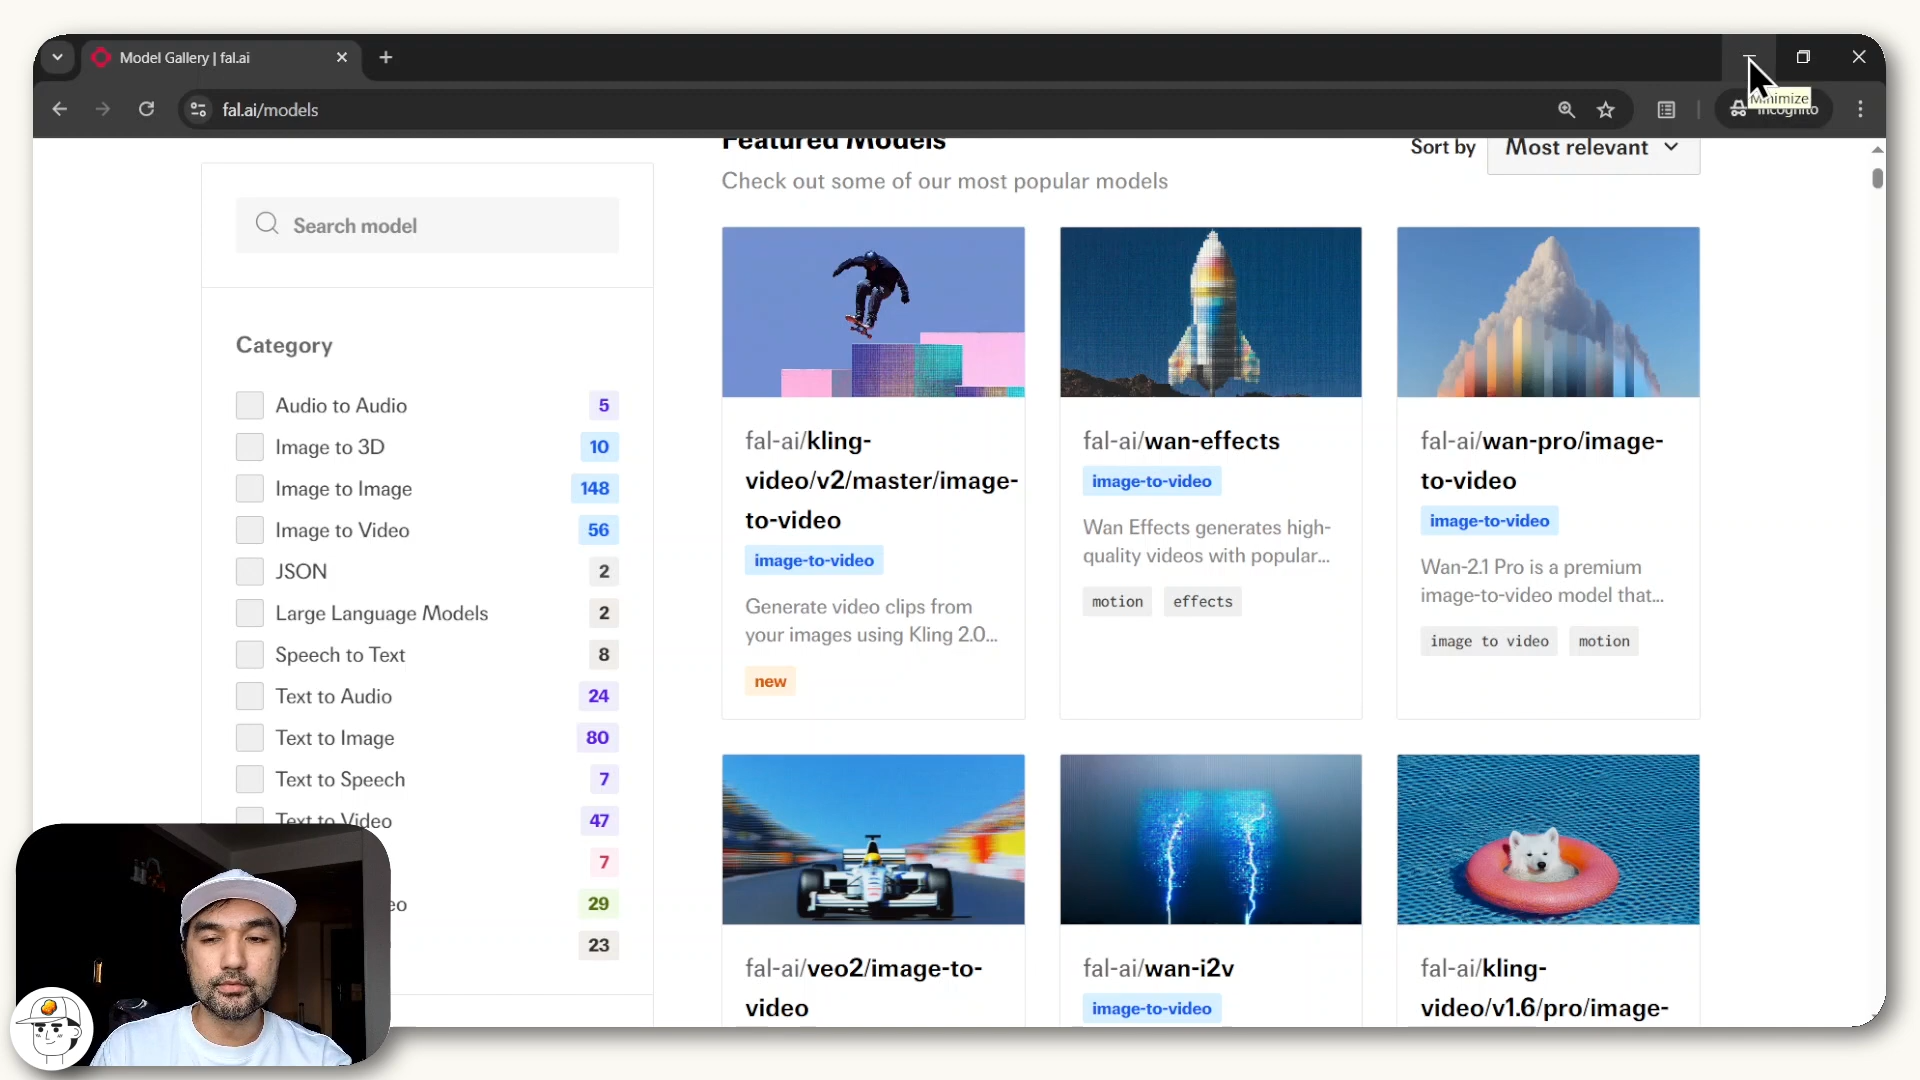 Model Gallery | fal.ai
fal.ai/models
Minimize
Incognito
Featured Models
Check out some of our most popular models
Sort by
Most relevant
Search model
Category
Audio to Audio 5
Image to 3D 10
Image to Image 148
Image to Video 56
JSON 2
Large Language Models 2
Speech to Text 8
Text to Audio 24
Text to Image 80
Text to Speech 7
Text to Video 47
7
eo 29
23
fal-ai/kling-
video/v2/master/image-
to-video
image-to-video
Generate video clips from
your images using Kling 2.0...
new
fal-ai/wan-effects
image-to-video
Wan Effects generates high-
quality videos with popular...
motion effects
fal-ai/wan-pro/image-
to-video
image-to-video
Wan-2.1 Pro is a premium
image-to-video model that...
image to video motion
fal-ai/veo2/image-to-
video
fal-ai/wan-i2v
image-to-video
fal-ai/kling-
video/v1.6/pro/image-